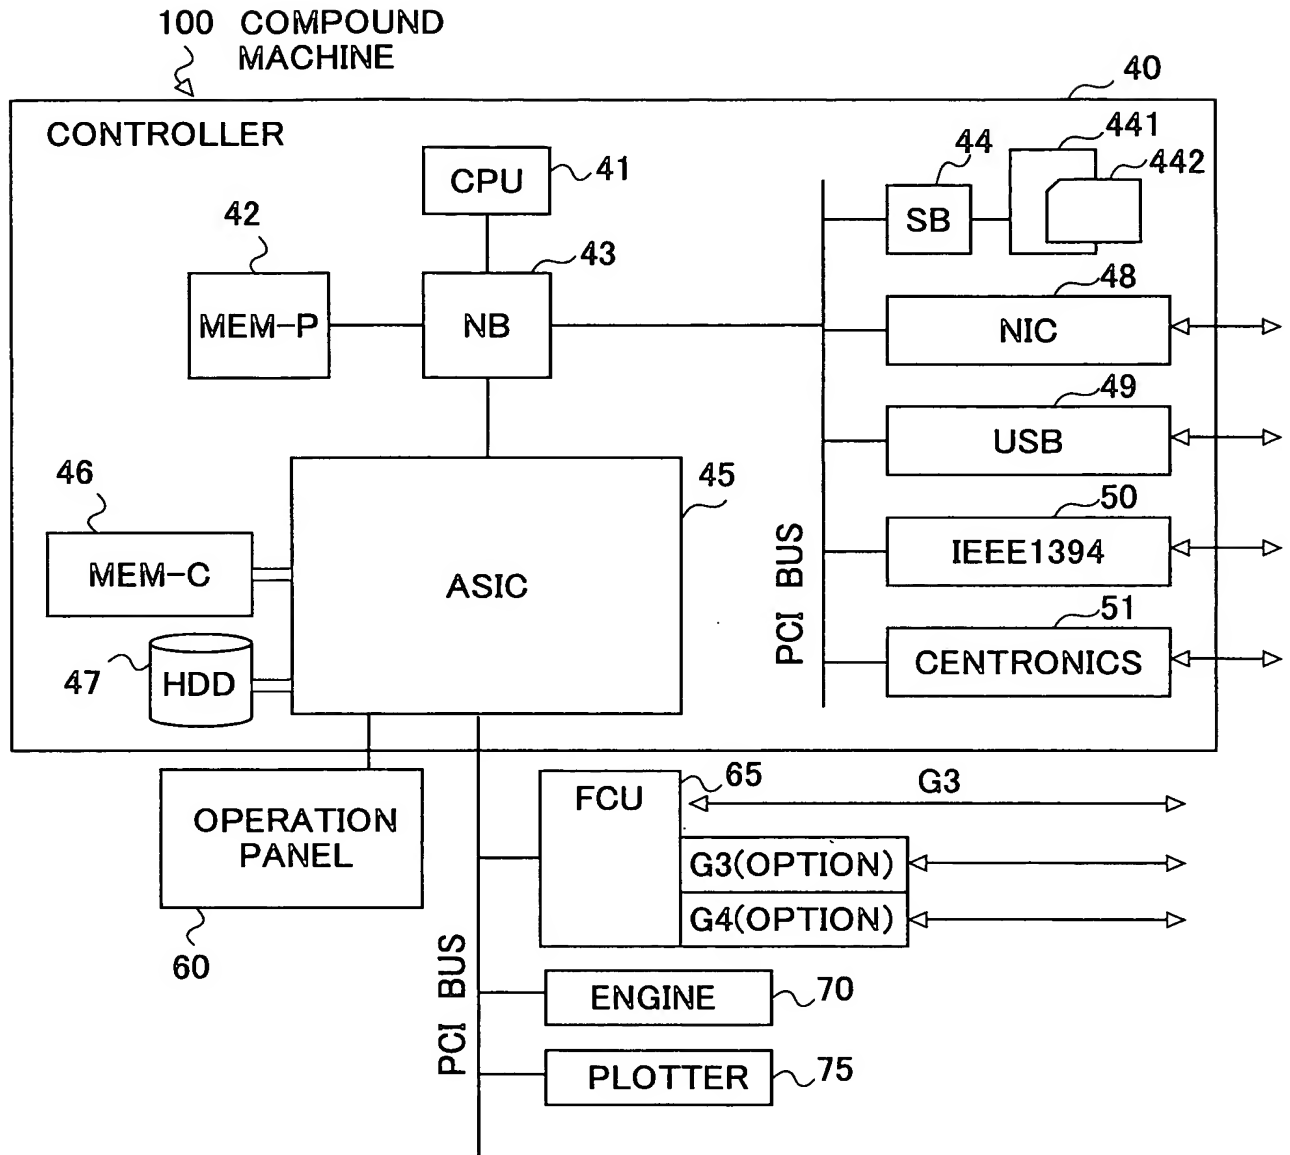 100 COMPOUND
MACHINE
40
CONTROLLER
441
44
442
CPU
41
SB
42
43
48
MEM-P
NB
NIC
49
USB
46
45
50
MEM-C
ASIC
IEEE1394
PCI BUS
51
47
HDD
CENTRONICS
65
FCU
G3
OPERATION
PANEL
G3(OPTION)
G4(OPTION)
60
PCI BUS
ENGINE
70
PLOTTER
75